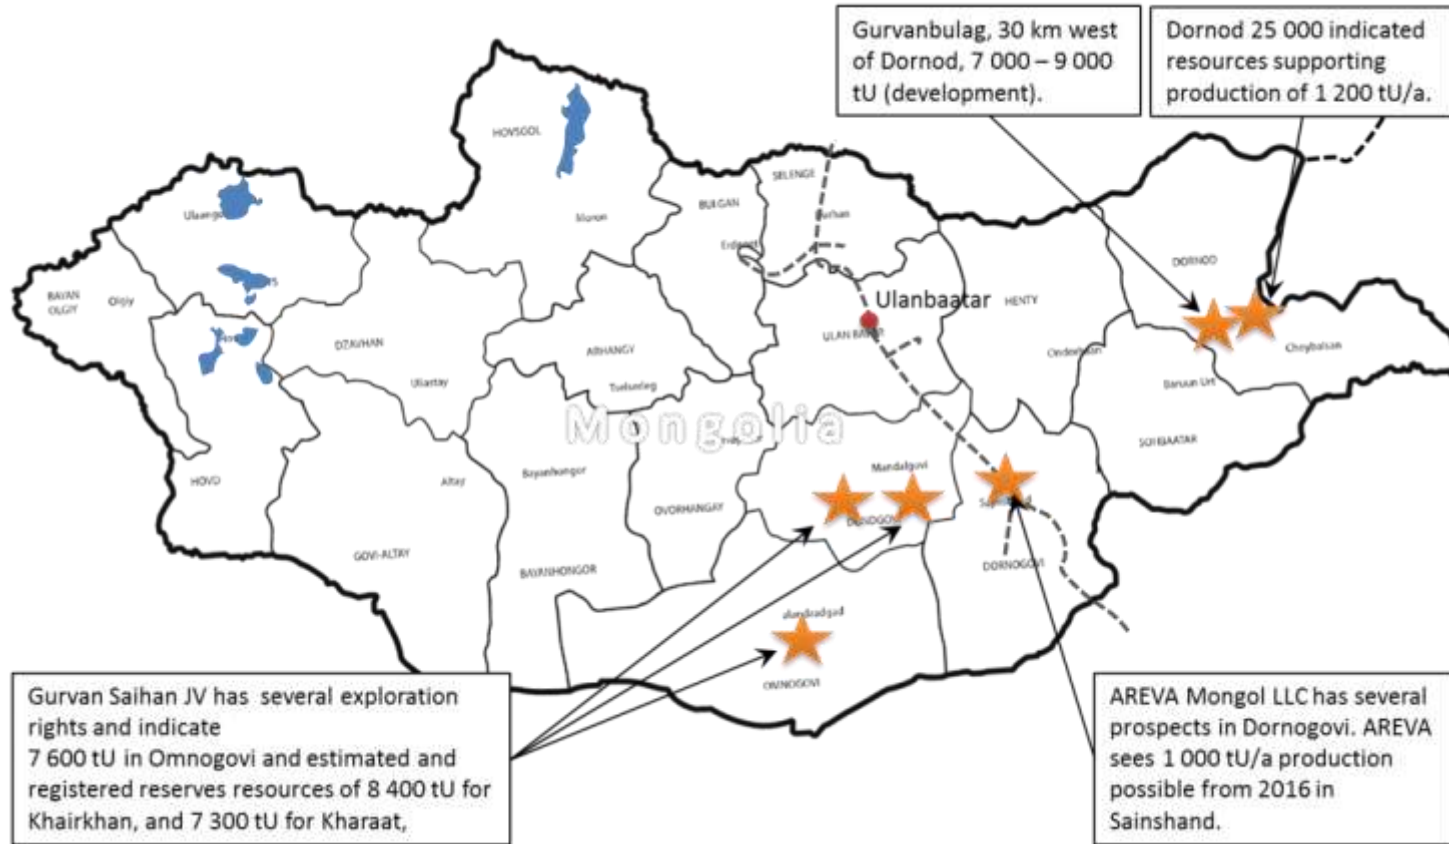 Gurvanbulag, 30 km west
of Dornod, 7 000 – 9 000
tU (development).
Dornod 25 000 indicated
resources supporting
production of 1 200 tU/a.
HOVSGOL
SELENGE
BULGAN
Moron
DORNOD
BAYAN
OLGIY
Olgiy
Ulanbaatar
HENTY
ULAN BATAR
DZAVHAN
ARHANGY
Choybalsan
Uliastay
Tsetserleg
Baruun Urt
Mongolia
SUHBAATAR
HOVD
Altay
Bayanhongor
Mandalgovi
OVORHANGAY
GOVI-ALTAY
BAYANHONGOR
DORNOGOVI
OMNOGOVI
Gurvan Saihan JV has several exploration
rights and indicate
7 600 tU in Omnogovi and estimated and
registered reserves resources of 8 400 tU for
Khairkhan, and 7 300 tU for Kharaat,
AREVA Mongol LLC has several
prospects in Dornogovi. AREVA
sees 1 000 tU/a production
possible from 2016 in
Sainshand.